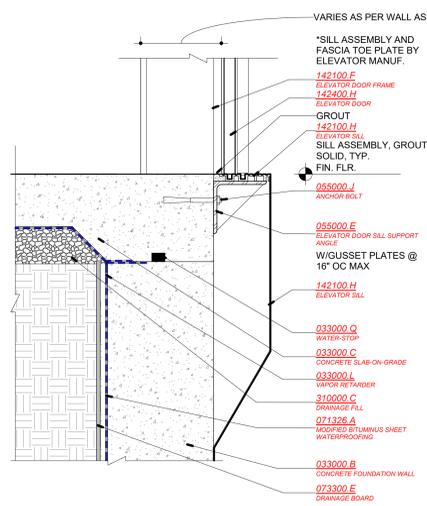 VARIES AS PER WALL AS
*SILL ASSEMBLY AND
FASCIA TOE PLATE BY
ELEVATOR MANUF.
142100.F
ELEVATOR DOOR FRAME
142400.H
ELEVATOR DOOR
GROUT
142100.H
ELEVATOR SILL
SILL ASSEMBLY, GROUT
SOLID, TYP.
FIN. FLR.
055000.J
ANCHOR BOLT
055000.E
ELEVATOR DOOR SILL SUPPORT
ANGLE
W/GUSSET PLATES @
16" OC MAX
142100.H
ELEVATOR SILL
033000.Q
WATER-STOP
033000.C
CONCRETE SLAB-ON-GRADE
033000.L
VAPOR RETARDER
310000.C
DRAINAGE FILL
071326.A
MODIFIED BITUMINUS SHEET
WATERPROOFING
033000.B
CONCRETE FOUNDATION WALL
073300.E
DRAINAGE BOARD